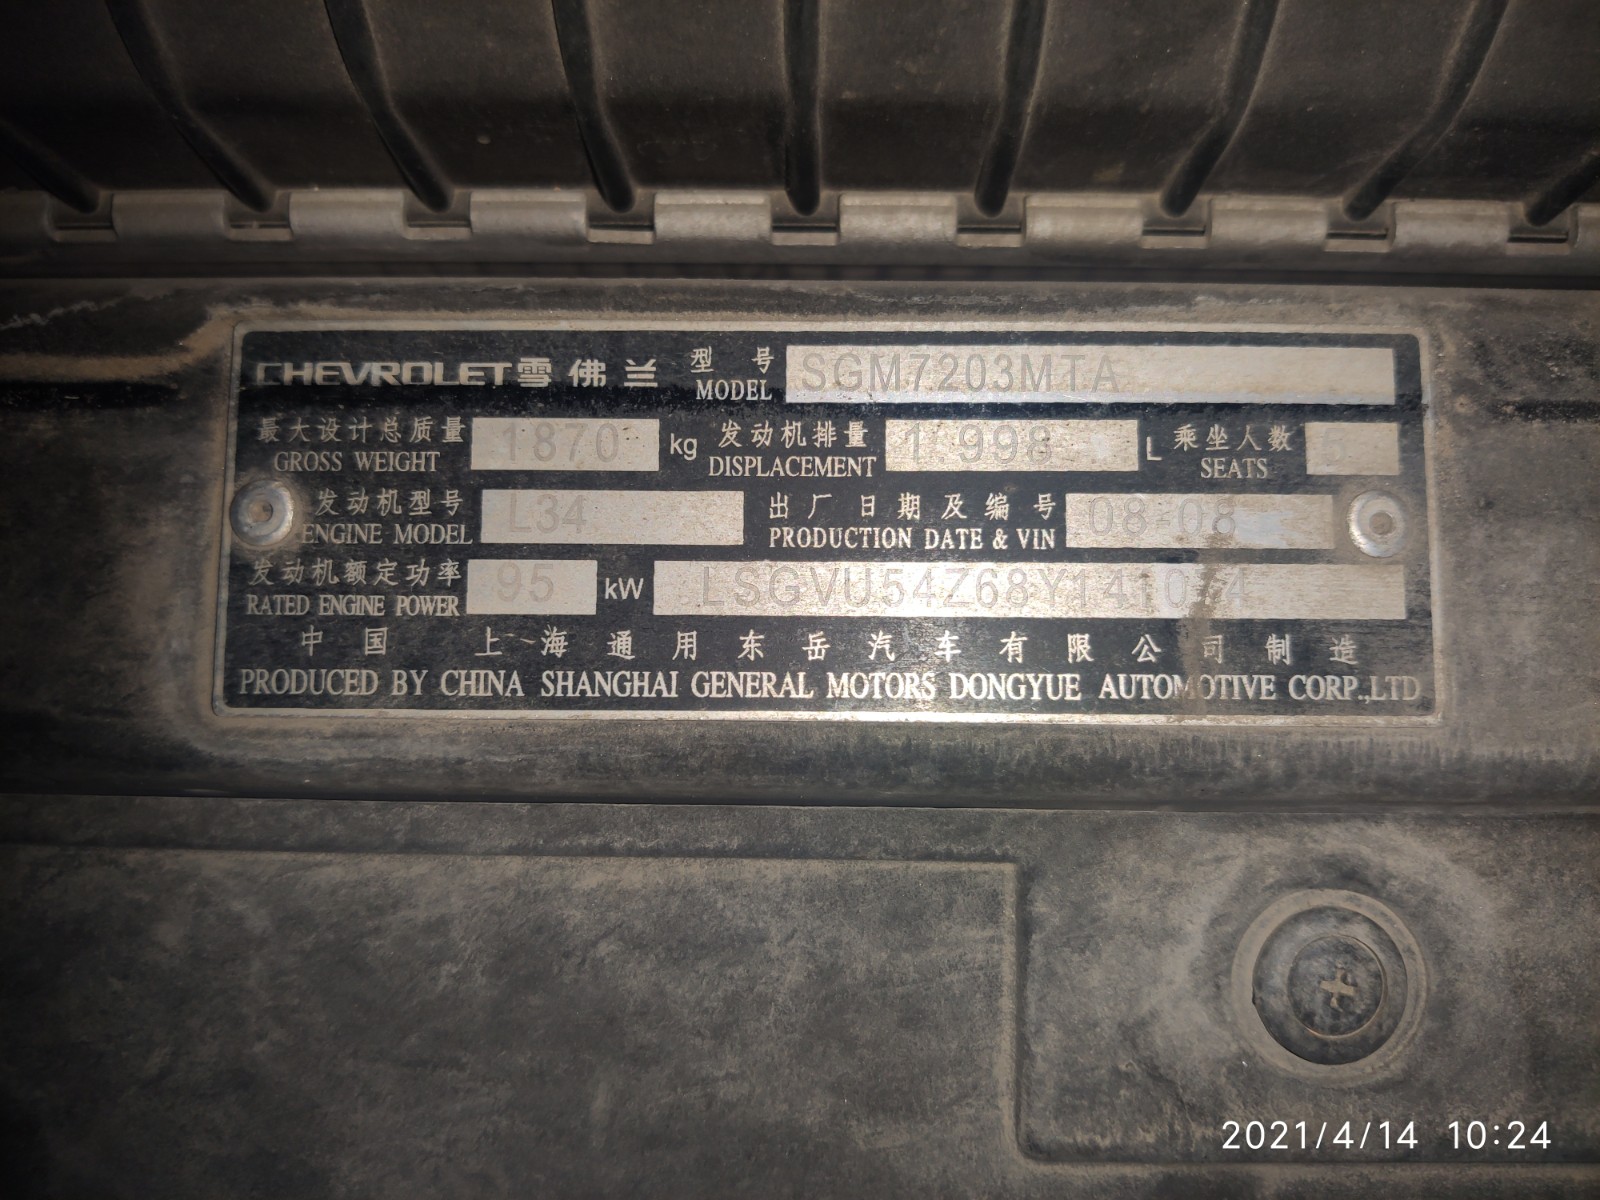 CHEVROLET雪佛兰 型号 MODEL SGM7203MTA
最大设计总质量 GROSS WEIGHT 1870 kg 发动机排量 DISPLACEMENT 1.998 L 乘坐人数 SEATS 5
发动机型号 ENGINE MODEL L34 出厂日期及编号 PRODUCTION DATE & VIN 08-08
发动机额定功率 RATED ENGINE POWER 95 kW LSGVU54Z68Y141074
中国 上海通用东岳汽车有限公司制造
PRODUCED BY CHINA SHANGHAI GENERAL MOTORS DONGYUE AUTOMOTIVE CORP.,LTD
2021/4/14 10:24